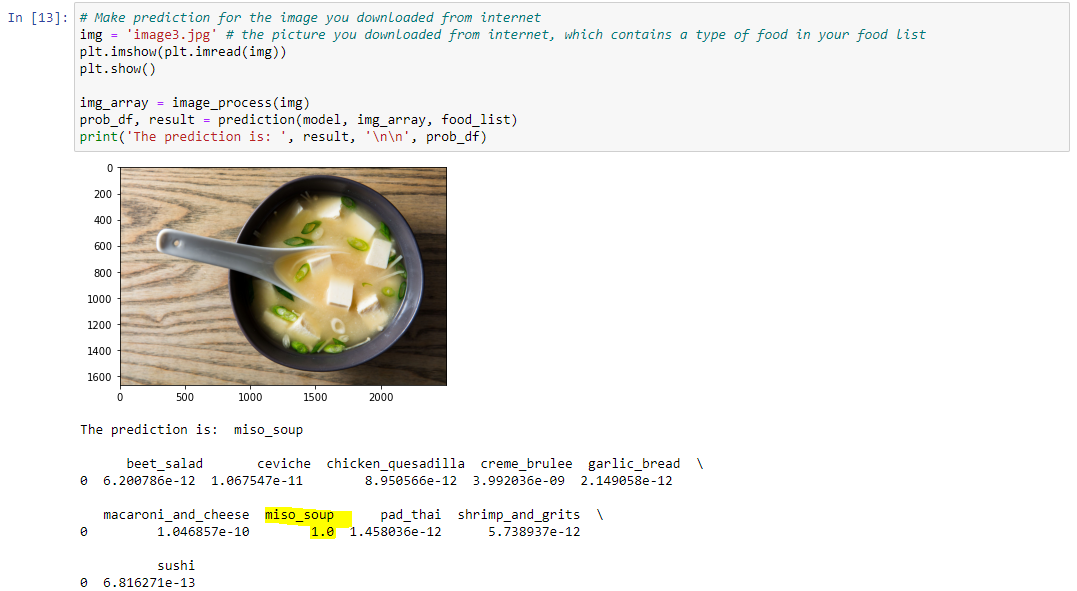 In [13]: # Make prediction for the image you downloaded from internet
img = 'image3.jpg' # the picture you downloaded from internet, which contains a type of food in your food list
plt.imshow(plt.imread(img))
plt.show()
img_array = image_process(img)
prob_df, result = prediction(model, img_array, food_list)
print('The prediction is: ', result, '\n\n', prob_df)
0
200
400
600
800
1000
1200
1400
1600
0 500 1000 1500 2000
The prediction is:  miso_soup
beet_salad ceviche chicken_quesadilla creme_brulee garlic_bread \
0 6.200786e-12 1.067547e-11 8.950566e-12 3.992036e-09 2.149058e-12
macaroni_and_cheese miso_soup pad_thai shrimp_and_grits \
0 1.046857e-10 1.0 1.458036e-12 5.738937e-12
sushi
0 6.816271e-13